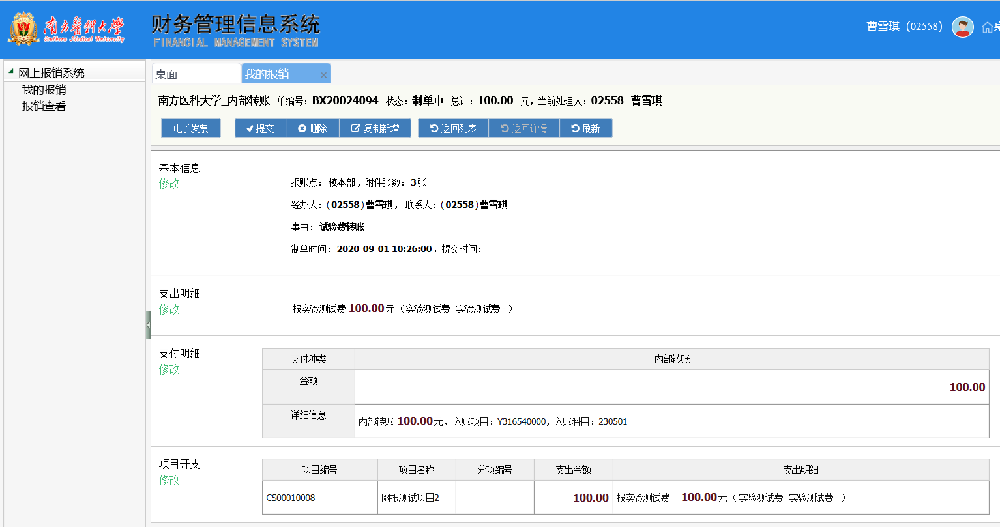 南方医科大学
Southern Medical University
财务管理信息系统
FINANCIAL MANAGEMENT SYSTEM
曹雪琪（02558）
网上报销系统
我的报销
报销查看
桌面
我的报销 ×
南方医科大学_内部转账 单编号：BX20024094 状态：制单中 总计：100.00 元，当前处理人：02558 曹雪琪
电子发票 提交 删除 复制新增 返回列表 返回详情 刷新
基本信息
修改
报账点：校本部，附件张数：3张
经办人：(02558)曹雪琪， 联系人：(02558)曹雪琪
事由：试验费转账
制单时间：2020-09-01 10:26:00，提交时间：
支出明细
修改
报实验测试费 100.00元（实验测试费-实验测试费-）
支付明细
修改
支付种类 内部转账
金额 100.00
详细信息 内部转账 100.00元，入账项目：Y316540000，入账科目：230501
项目开支
修改
项目编号 项目名称 分项编号 支出金额 支出明细
CS00010008 网报测试项目2 100.00 报实验测试费 100.00元（实验测试费-实验测试费-）